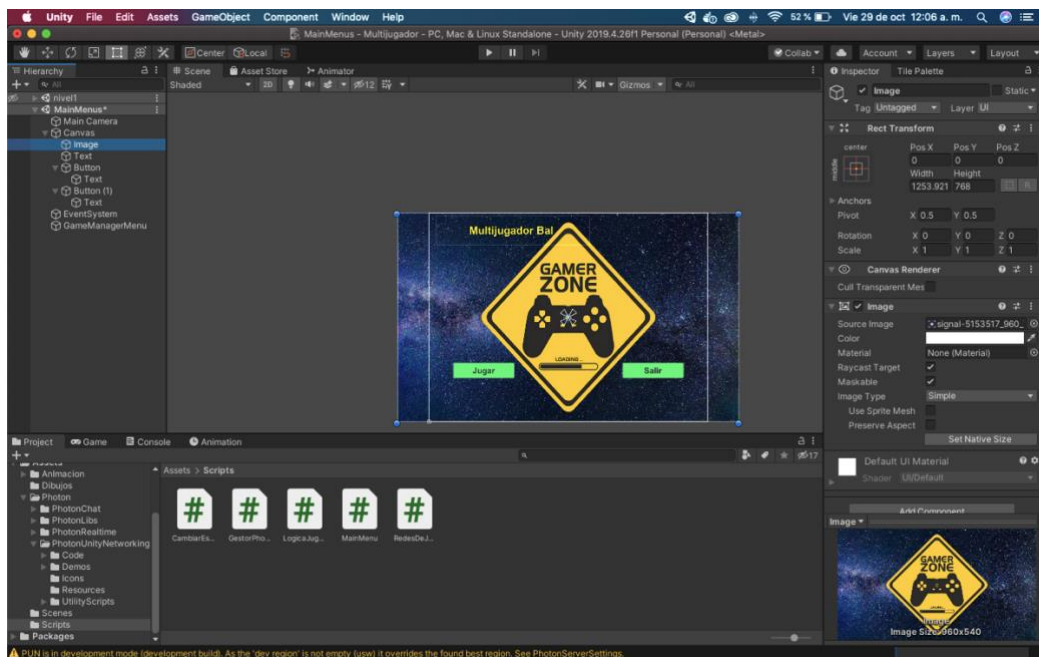 Unity File Edit Assets GameObject Component Window Help 52 % Vie 29 de oct 12:06 a. m.
MainMenus - Multijugador - PC, Mac & Linux Standalone - Unity 2019.4.26f1 Personal (Personal) <Metal>
Center Local Collab Account Layers Layout
Hierarchy
All
nivel1
MainMenus*
Main Camera
Canvas
Image
Text
Button
Text
Button (1)
Text
EventSystem
GameManagerMenu
Scene Asset Store Animator
Shaded 2D 12 Gizmos All
Multijugador Bal
GAMER
ZONE
LOADING...
Jugar Salir
Inspector Tile Palette
Image Static
Tag Untagged Layer UI
Rect Transform
center Pos X Pos Y Pos Z
middle 0 0 0
Width Height
1253.921 768 R
Anchors
Pivot X 0.5 Y 0.5
Rotation X 0 Y 0 Z 0
Scale X 1 Y 1 Z 1
Canvas Renderer
Cull Transparent Mes
Image
Source Image signal-5153517_960_
Color
Material None (Material)
Raycast Target
Maskable
Image Type Simple
Use Sprite Mesh
Preserve Aspect
Set Native Size
Default UI Material
Shader UI/Default
Add Component
Image
GAMER
ZONE
Image
Image Size: 960x540
Project Game Console Animation
17
Assets
Animacion
Dibujos
Photon
PhotonChat
PhotonLibs
PhotonRealtime
PhotonUnityNetworking
Code
Demos
Icons
Resources
UtilityScripts
Scenes
Scripts
Packages
Assets > Scripts
# # # # #
CambiarEs... GestorPho... LogicaJug... MainMenu RedesDeJ...
PUN is in development mode (development build). As the 'dev region' is not empty (usw) it overrides the found best region. See PhotonServerSettings.